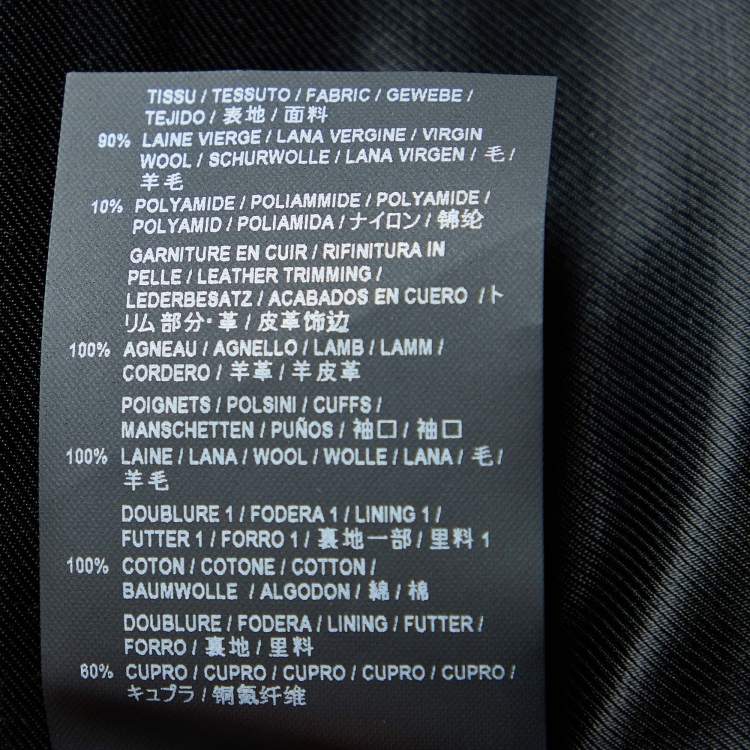 TISSU / TESSUTO / FABRIC / GEWEBE /
TEJIDO / 表地 / 面料
90% LAINE VIERGE / LANA VERGINE / VIRGIN
WOOL / SCHURWOLLE / LANA VIRGEN / 毛 /
羊毛
10% POLYAMIDE / POLIAMMIDE / POLYAMIDE /
POLYAMID / POLIAMIDA / ナイロン / 锦纶
GARNITURE EN CUIR / RIFINITURA IN
PELLE / LEATHER TRIMMING /
LEDERBESATZ / ACABADOS EN CUERO / ト
リム部分・革 / 皮革饰边
100% AGNEAU / AGNELLO / LAMB / LAMM /
CORDERO / 羊革 / 羊皮革
POIGNETS / POLSINI / CUFFS /
MANSCHETTEN / PUÑOS / 袖口 / 袖口
100% LAINE / LANA / WOOL / WOLLE / LANA / 毛 /
羊毛
DOUBLURE 1 / FODERA 1 / LINING 1 /
FUTTER 1 / FORRO 1 / 裏地一部 / 里料 1
100% COTON / COTONE / COTTON /
BAUMWOLLE / ALGODON / 綿 / 棉
DOUBLURE / FODERA / LINING / FUTTER /
FORRO / 裏地 / 里料
60% CUPRO / CUPRO / CUPRO / CUPRO / CUPRO /
キュプラ / 铜氨纤维